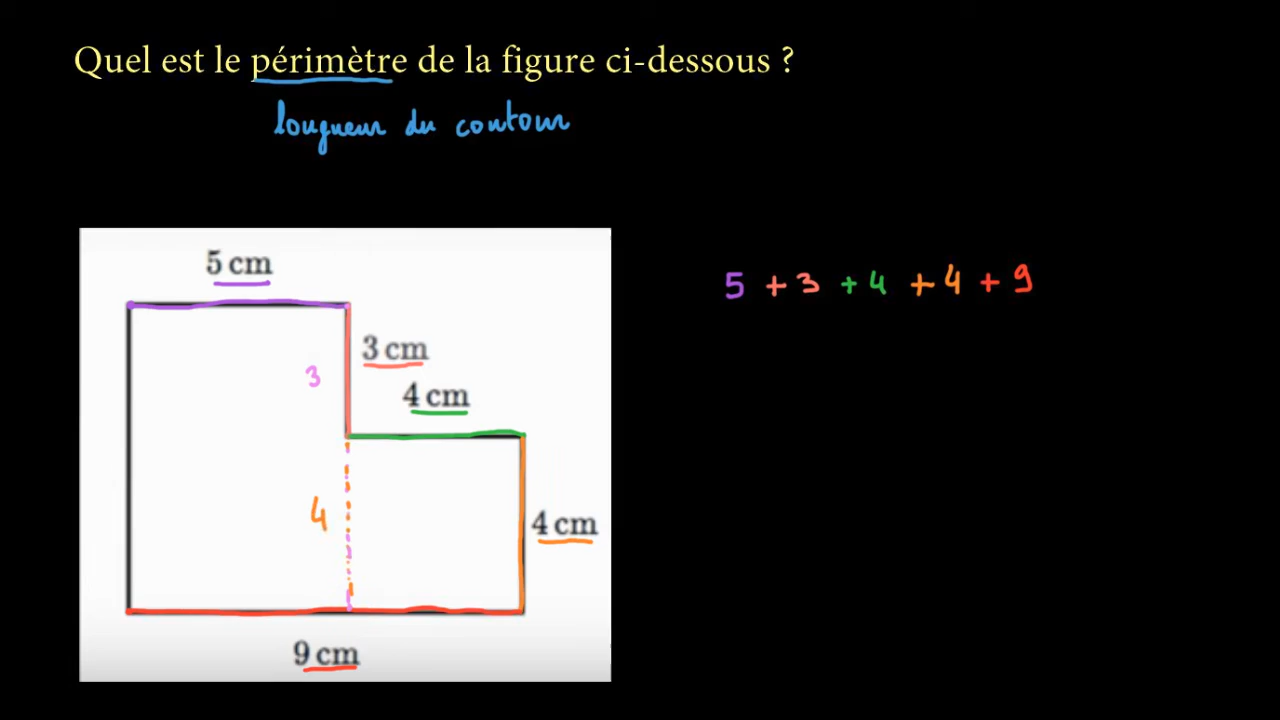 Quel est le périmètre de la figure ci-dessous ?
longueur du contour
5 cm
5 + 3 + 4 + 4 + 9
3 cm
3
4 cm
4
4 cm
9 cm